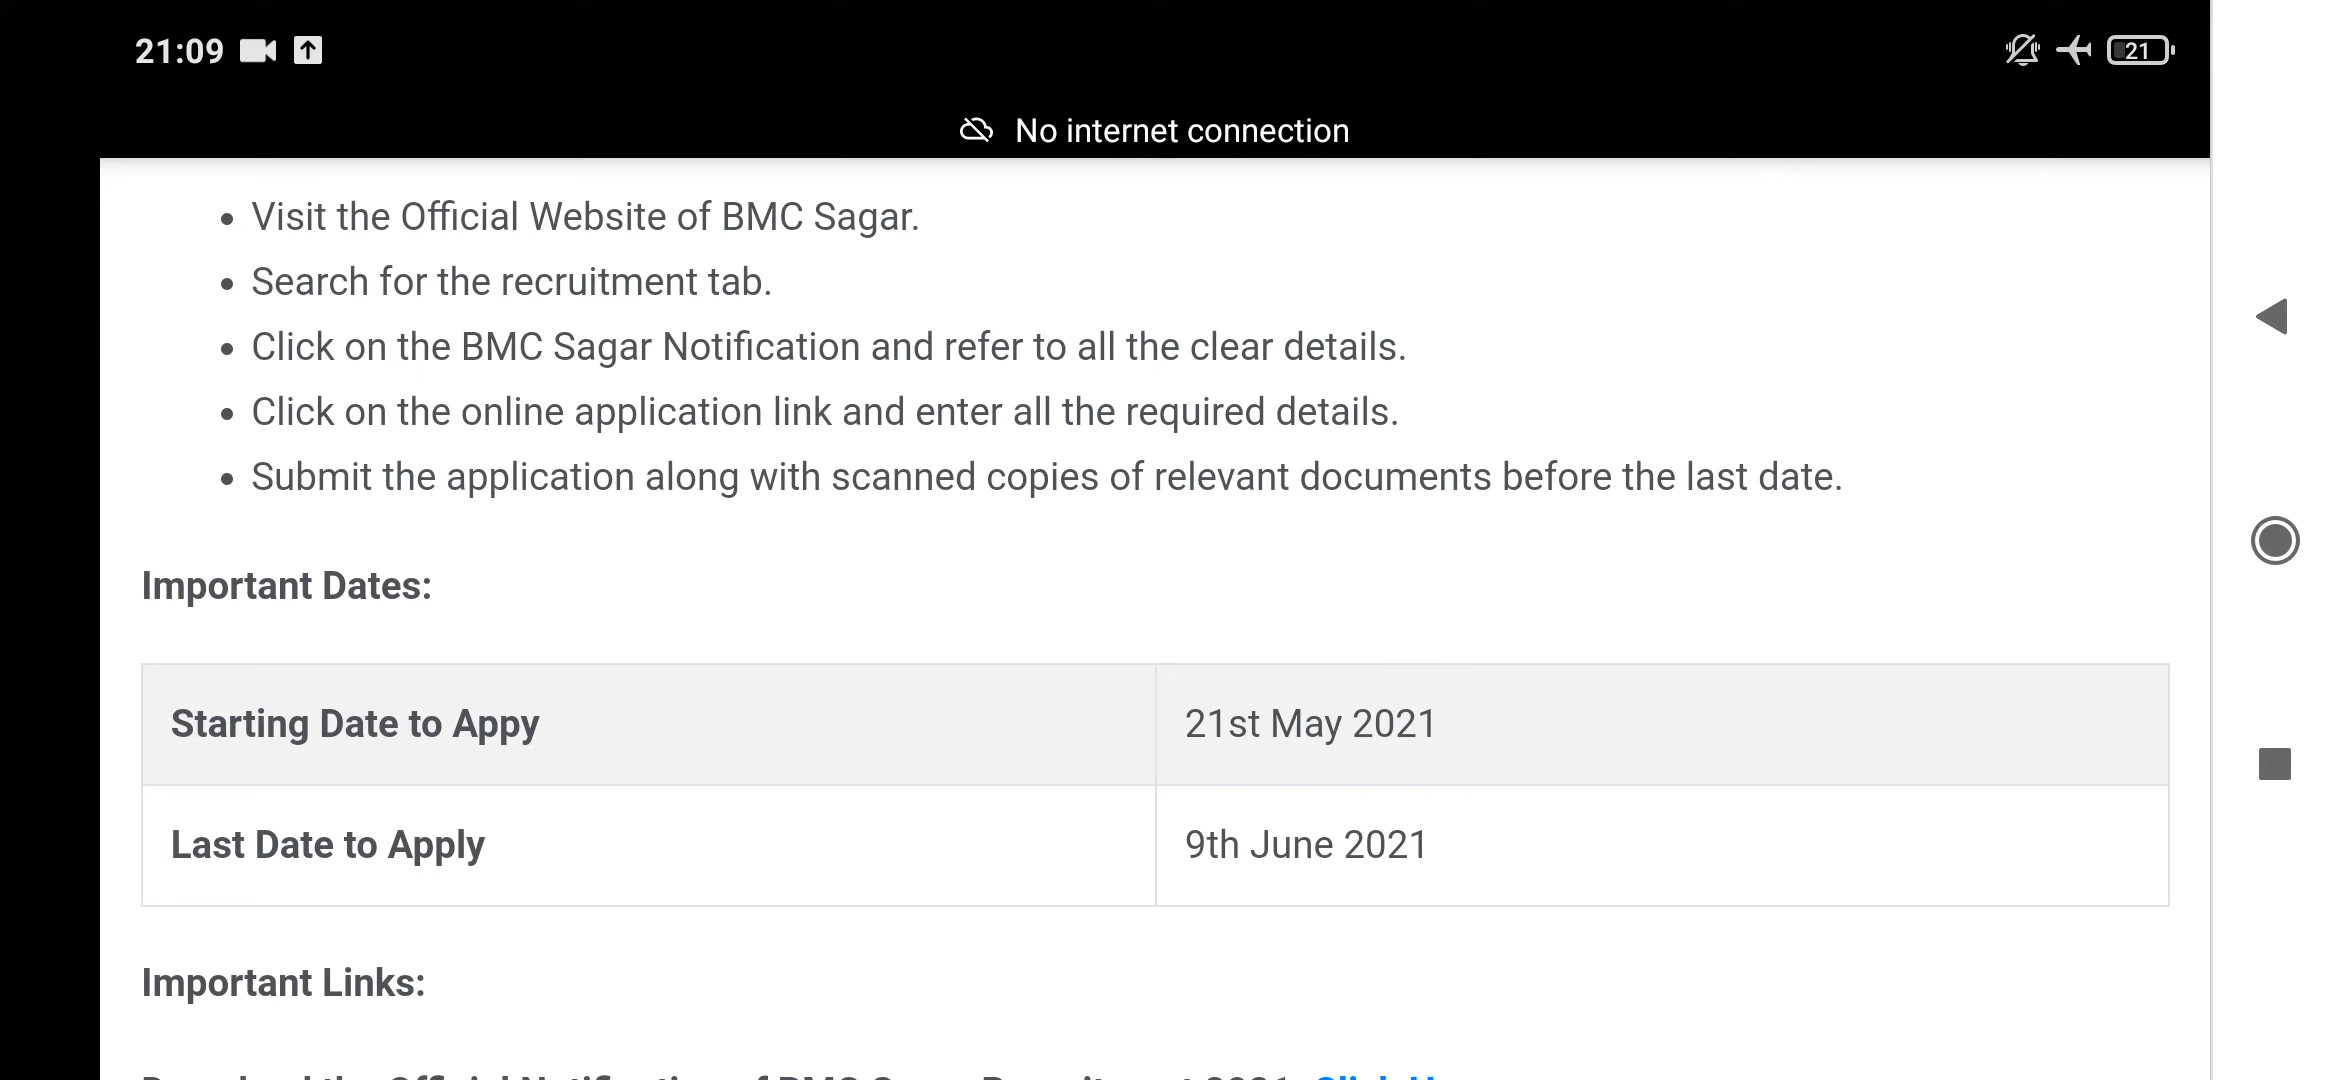 21:09
21
No internet connection
Visit the Official Website of BMC Sagar.
Search for the recruitment tab.
Click on the BMC Sagar Notification and refer to all the clear details.
Click on the online application link and enter all the required details.
Submit the application along with scanned copies of relevant documents before the last date.
Important Dates:
Starting Date to Appy 21st May 2021
Last Date to Apply 9th June 2021
Important Links: